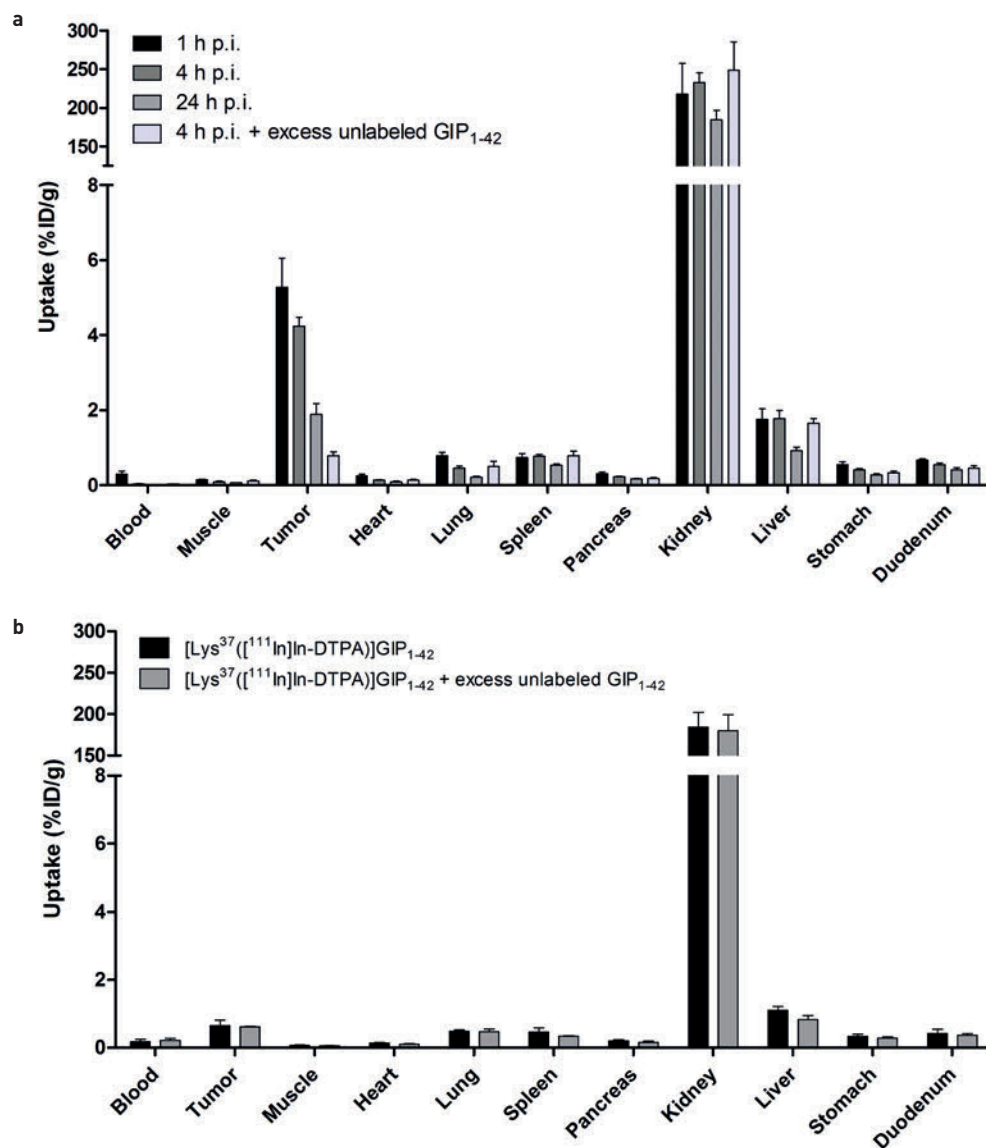 a
300
250
200
150
8
6
4
2
0
Uptake (%ID/g)
1 h p.i.
4 h p.i.
24 h p.i.
4 h p.i. + excess unlabeled GIP1-42
Blood Muscle Tumor Heart Lung Spleen Pancreas Kidney Liver Stomach Duodenum
b
300
250
200
150
8
6
4
2
0
Uptake (%ID/g)
[Lys37([111In]In-DTPA)]GIP1-42
[Lys37([111In]In-DTPA)]GIP1-42 + excess unlabeled GIP1-42
Blood Tumor Muscle Heart Lung Spleen Pancreas Kidney Liver Stomach Duodenum